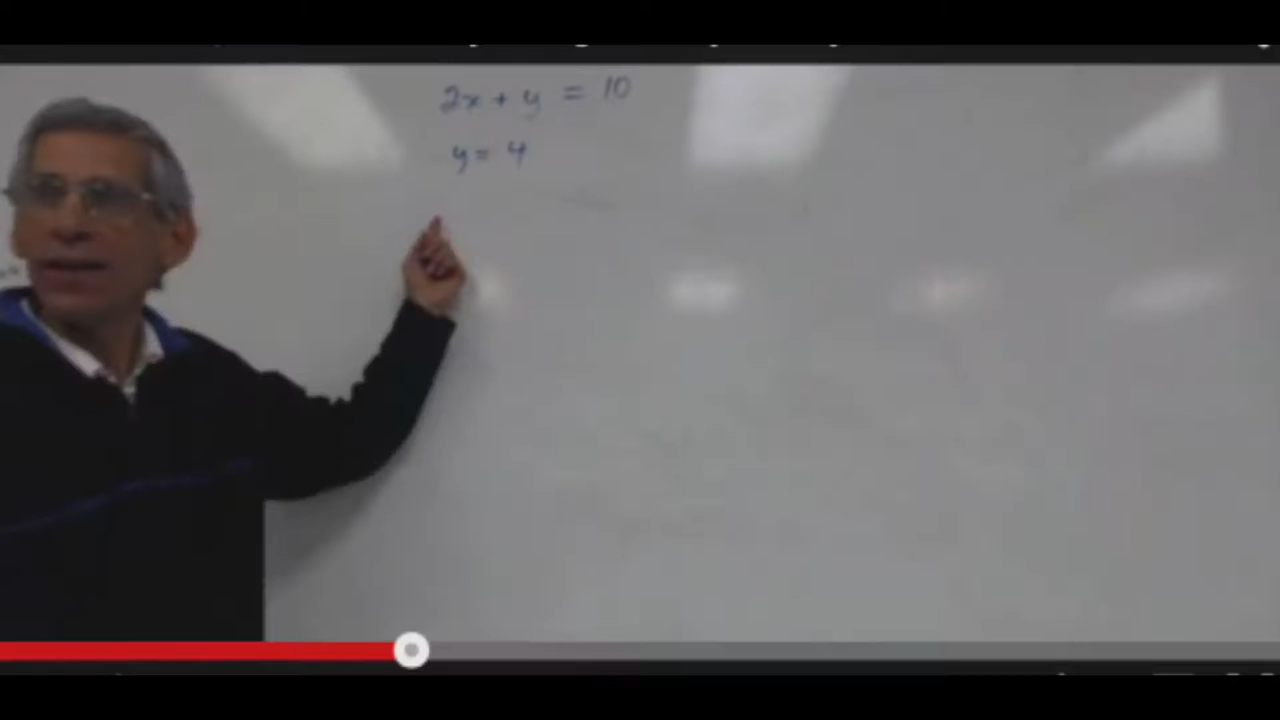 2x + y = 10
y = 4